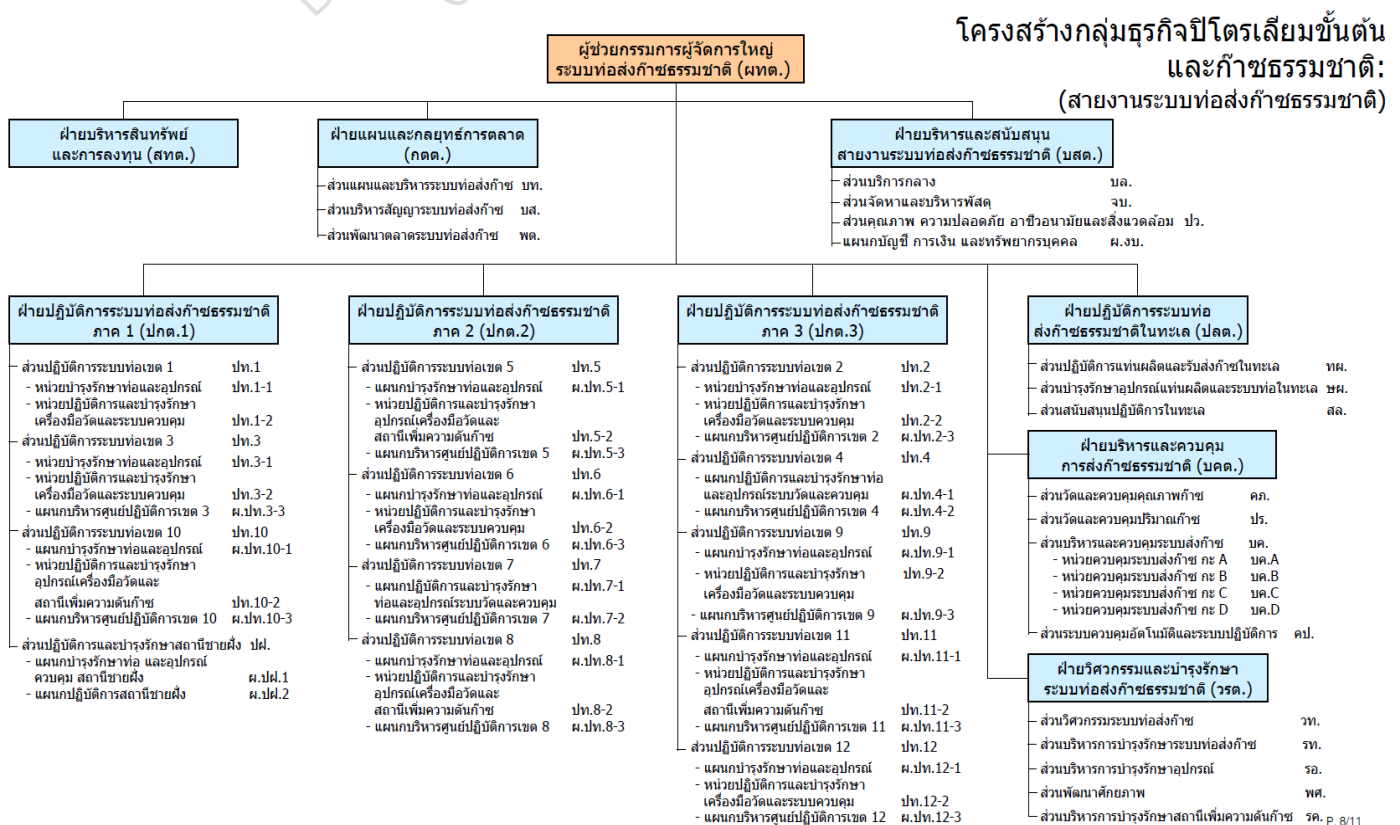 โครงสร้างกลุ่มธุรกิจปิโตรเลียมขั้นต้น
และก๊าซธรรมชาติ:
(สายงานระบบท่อส่งก๊าซธรรมชาติ)
ผู้ช่วยกรรมการผู้จัดการใหญ่
ระบบท่อส่งก๊าซธรรมชาติ (ผทต.)
ฝ่ายบริหารสินทรัพย์
และการลงทุน (สทต.)
ฝ่ายแผนและกลยุทธ์การตลาด
(กตต.)
ส่วนแผนและบริหารระบบท่อส่งก๊าซ บท.
ส่วนบริหารสัญญาระบบท่อส่งก๊าซ บส.
ส่วนพัฒนาตลาดระบบท่อส่งก๊าซ พต.
ฝ่ายบริหารและสนับสนุน
สายงานระบบท่อส่งก๊าซธรรมชาติ (บสต.)
ส่วนบริการกลาง บล.
ส่วนจัดหาและบริหารพัสดุ จบ.
ส่วนคุณภาพ ความปลอดภัย อาชีวอนามัยและสิ่งแวดล้อม ปว.
แผนกบัญชี การเงิน และทรัพยากรบุคคล ผ.งบ.
ฝ่ายปฏิบัติการระบบท่อส่งก๊าซธรรมชาติ
ภาค 1 (ปกต.1)
ส่วนปฏิบัติการระบบท่อเขต 1 ปท.1
- หน่วยบำรุงรักษาท่อและอุปกรณ์ ปท.1-1
- หน่วยปฏิบัติการและบำรุงรักษา
เครื่องมือวัดและระบบควบคุม ปท.1-2
ส่วนปฏิบัติการระบบท่อเขต 3 ปท.3
- หน่วยบำรุงรักษาท่อและอุปกรณ์ ปท.3-1
- หน่วยปฏิบัติการและบำรุงรักษา
เครื่องมือวัดและระบบควบคุม ปท.3-2
- แผนกบริหารศูนย์ปฏิบัติการเขต 3 ผ.ปท.3-3
ส่วนปฏิบัติการระบบท่อเขต 10 ปท.10
- แผนกบำรุงรักษาท่อและอุปกรณ์ ผ.ปท.10-1
- หน่วยปฏิบัติการและบำรุงรักษา
อุปกรณ์เครื่องมือวัดและ
สถานีเพิ่มความดันก๊าซ ปท.10-2
- แผนกบริหารศูนย์ปฏิบัติการเขต 10 ผ.ปท.10-3
ส่วนปฏิบัติการและบำรุงรักษาสถานีชายฝั่ง ปฝ.
- แผนกบำรุงรักษาท่อ และอุปกรณ์
ควบคุม สถานีชายฝั่ง ผ.ปฝ.1
- แผนกปฏิบัติการสถานีชายฝั่ง ผ.ปฝ.2
ฝ่ายปฏิบัติการระบบท่อส่งก๊าซธรรมชาติ
ภาค 2 (ปกต.2)
ส่วนปฏิบัติการระบบท่อเขต 5 ปท.5
- แผนกบำรุงรักษาท่อและอุปกรณ์ ผ.ปท.5-1
- หน่วยปฏิบัติการและบำรุงรักษา
อุปกรณ์เครื่องมือวัดและ
สถานีเพิ่มความดันก๊าซ ปท.5-2
- แผนกบริหารศูนย์ปฏิบัติการเขต 5 ผ.ปท.5-3
ส่วนปฏิบัติการระบบท่อเขต 6 ปท.6
- แผนกบำรุงรักษาท่อและอุปกรณ์ ผ.ปท.6-1
- หน่วยปฏิบัติการและบำรุงรักษา
เครื่องมือวัดและระบบควบคุม ปท.6-2
- แผนกบริหารศูนย์ปฏิบัติการเขต 6 ผ.ปท.6-3
ส่วนปฏิบัติการระบบท่อเขต 7 ปท.7
- แผนกปฏิบัติการและบำรุงรักษา ผ.ปท.7-1
ท่อและอุปกรณ์ระบบวัดและควบคุม
- แผนกบริหารศูนย์ปฏิบัติการเขต 7 ผ.ปท.7-2
ส่วนปฏิบัติการระบบท่อเขต 8 ปท.8
- แผนกบำรุงรักษาท่อและอุปกรณ์ ผ.ปท.8-1
- หน่วยปฏิบัติการและบำรุงรักษา
อุปกรณ์เครื่องมือวัดและ
สถานีเพิ่มความดันก๊าซ ปท.8-2
- แผนกบริหารศูนย์ปฏิบัติการเขต 8 ผ.ปท.8-3
ฝ่ายปฏิบัติการระบบท่อส่งก๊าซธรรมชาติ
ภาค 3 (ปกต.3)
ส่วนปฏิบัติการระบบท่อเขต 2 ปท.2
- หน่วยบำรุงรักษาท่อและอุปกรณ์ ปท.2-1
- หน่วยปฏิบัติการและบำรุงรักษา
เครื่องมือวัดและระบบควบคุม ปท.2-2
- แผนกบริหารศูนย์ปฏิบัติการเขต 2 ผ.ปท.2-3
ส่วนปฏิบัติการระบบท่อเขต 4 ปท.4
- แผนกปฏิบัติการและบำรุงรักษาท่อ
และอุปกรณ์ระบบวัดและควบคุม ผ.ปท.4-1
- แผนกบริหารศูนย์ปฏิบัติการเขต 4 ผ.ปท.4-2
ส่วนปฏิบัติการระบบท่อเขต 9 ปท.9
- แผนกบำรุงรักษาท่อและอุปกรณ์ ผ.ปท.9-1
- หน่วยปฏิบัติการและบำรุงรักษา ปท.9-2
เครื่องมือวัดและระบบควบคุม
- แผนกบริหารศูนย์ปฏิบัติการเขต 9 ผ.ปท.9-3
ส่วนปฏิบัติการระบบท่อเขต 11 ปท.11
- แผนกบำรุงรักษาท่อและอุปกรณ์ ผ.ปท.11-1
- หน่วยปฏิบัติการและบำรุงรักษา
อุปกรณ์เครื่องมือวัดและ
สถานีเพิ่มความดันก๊าซ ปท.11-2
- แผนกบริหารศูนย์ปฏิบัติการเขต 11 ผ.ปท.11-3
ส่วนปฏิบัติการระบบท่อเขต 12 ปท.12
- แผนกบำรุงรักษาท่อและอุปกรณ์ ผ.ปท.12-1
- หน่วยปฏิบัติการและบำรุงรักษา
เครื่องมือวัดและระบบควบคุม ปท.12-2
- แผนกบริหารศูนย์ปฏิบัติการเขต 12 ผ.ปท.12-3
ฝ่ายปฏิบัติการระบบท่อ
ส่งก๊าซธรรมชาติในทะเล (ปลต.)
ส่วนปฏิบัติการแท่นผลิตและรับส่งก๊าซในทะเล ทผ.
ส่วนบำรุงรักษาอุปกรณ์แท่นผลิตและระบบท่อในทะเล ษผ.
ส่วนสนับสนุนปฏิบัติการในทะเล สล.
ฝ่ายบริหารและควบคุม
การส่งก๊าซธรรมชาติ (บคต.)
ส่วนวัดและควบคุมคุณภาพก๊าซ คภ.
ส่วนวัดและควบคุมปริมาณก๊าซ ปร.
ส่วนบริหารและควบคุมระบบส่งก๊าซ บค.
- หน่วยควบคุมระบบส่งก๊าซ กะ A บค.A
- หน่วยควบคุมระบบส่งก๊าซ กะ B บค.B
- หน่วยควบคุมระบบส่งก๊าซ กะ C บค.C
- หน่วยควบคุมระบบส่งก๊าซ กะ D บค.D
ส่วนระบบควบคุมอัตโนมัติและระบบปฏิบัติการ คป.
ฝ่ายวิศวกรรมและบำรุงรักษา
ระบบท่อส่งก๊าซธรรมชาติ (วรต.)
ส่วนวิศวกรรมระบบท่อส่งก๊าซ วท.
ส่วนบริหารการบำรุงรักษาระบบท่อส่งก๊าซ รท.
ส่วนบริหารการบำรุงรักษาอุปกรณ์ รอ.
ส่วนพัฒนาศักยภาพ พศ.
ส่วนบริหารการบำรุงรักษาสถานีเพิ่มความดันก๊าซ รค.
P. 8/11